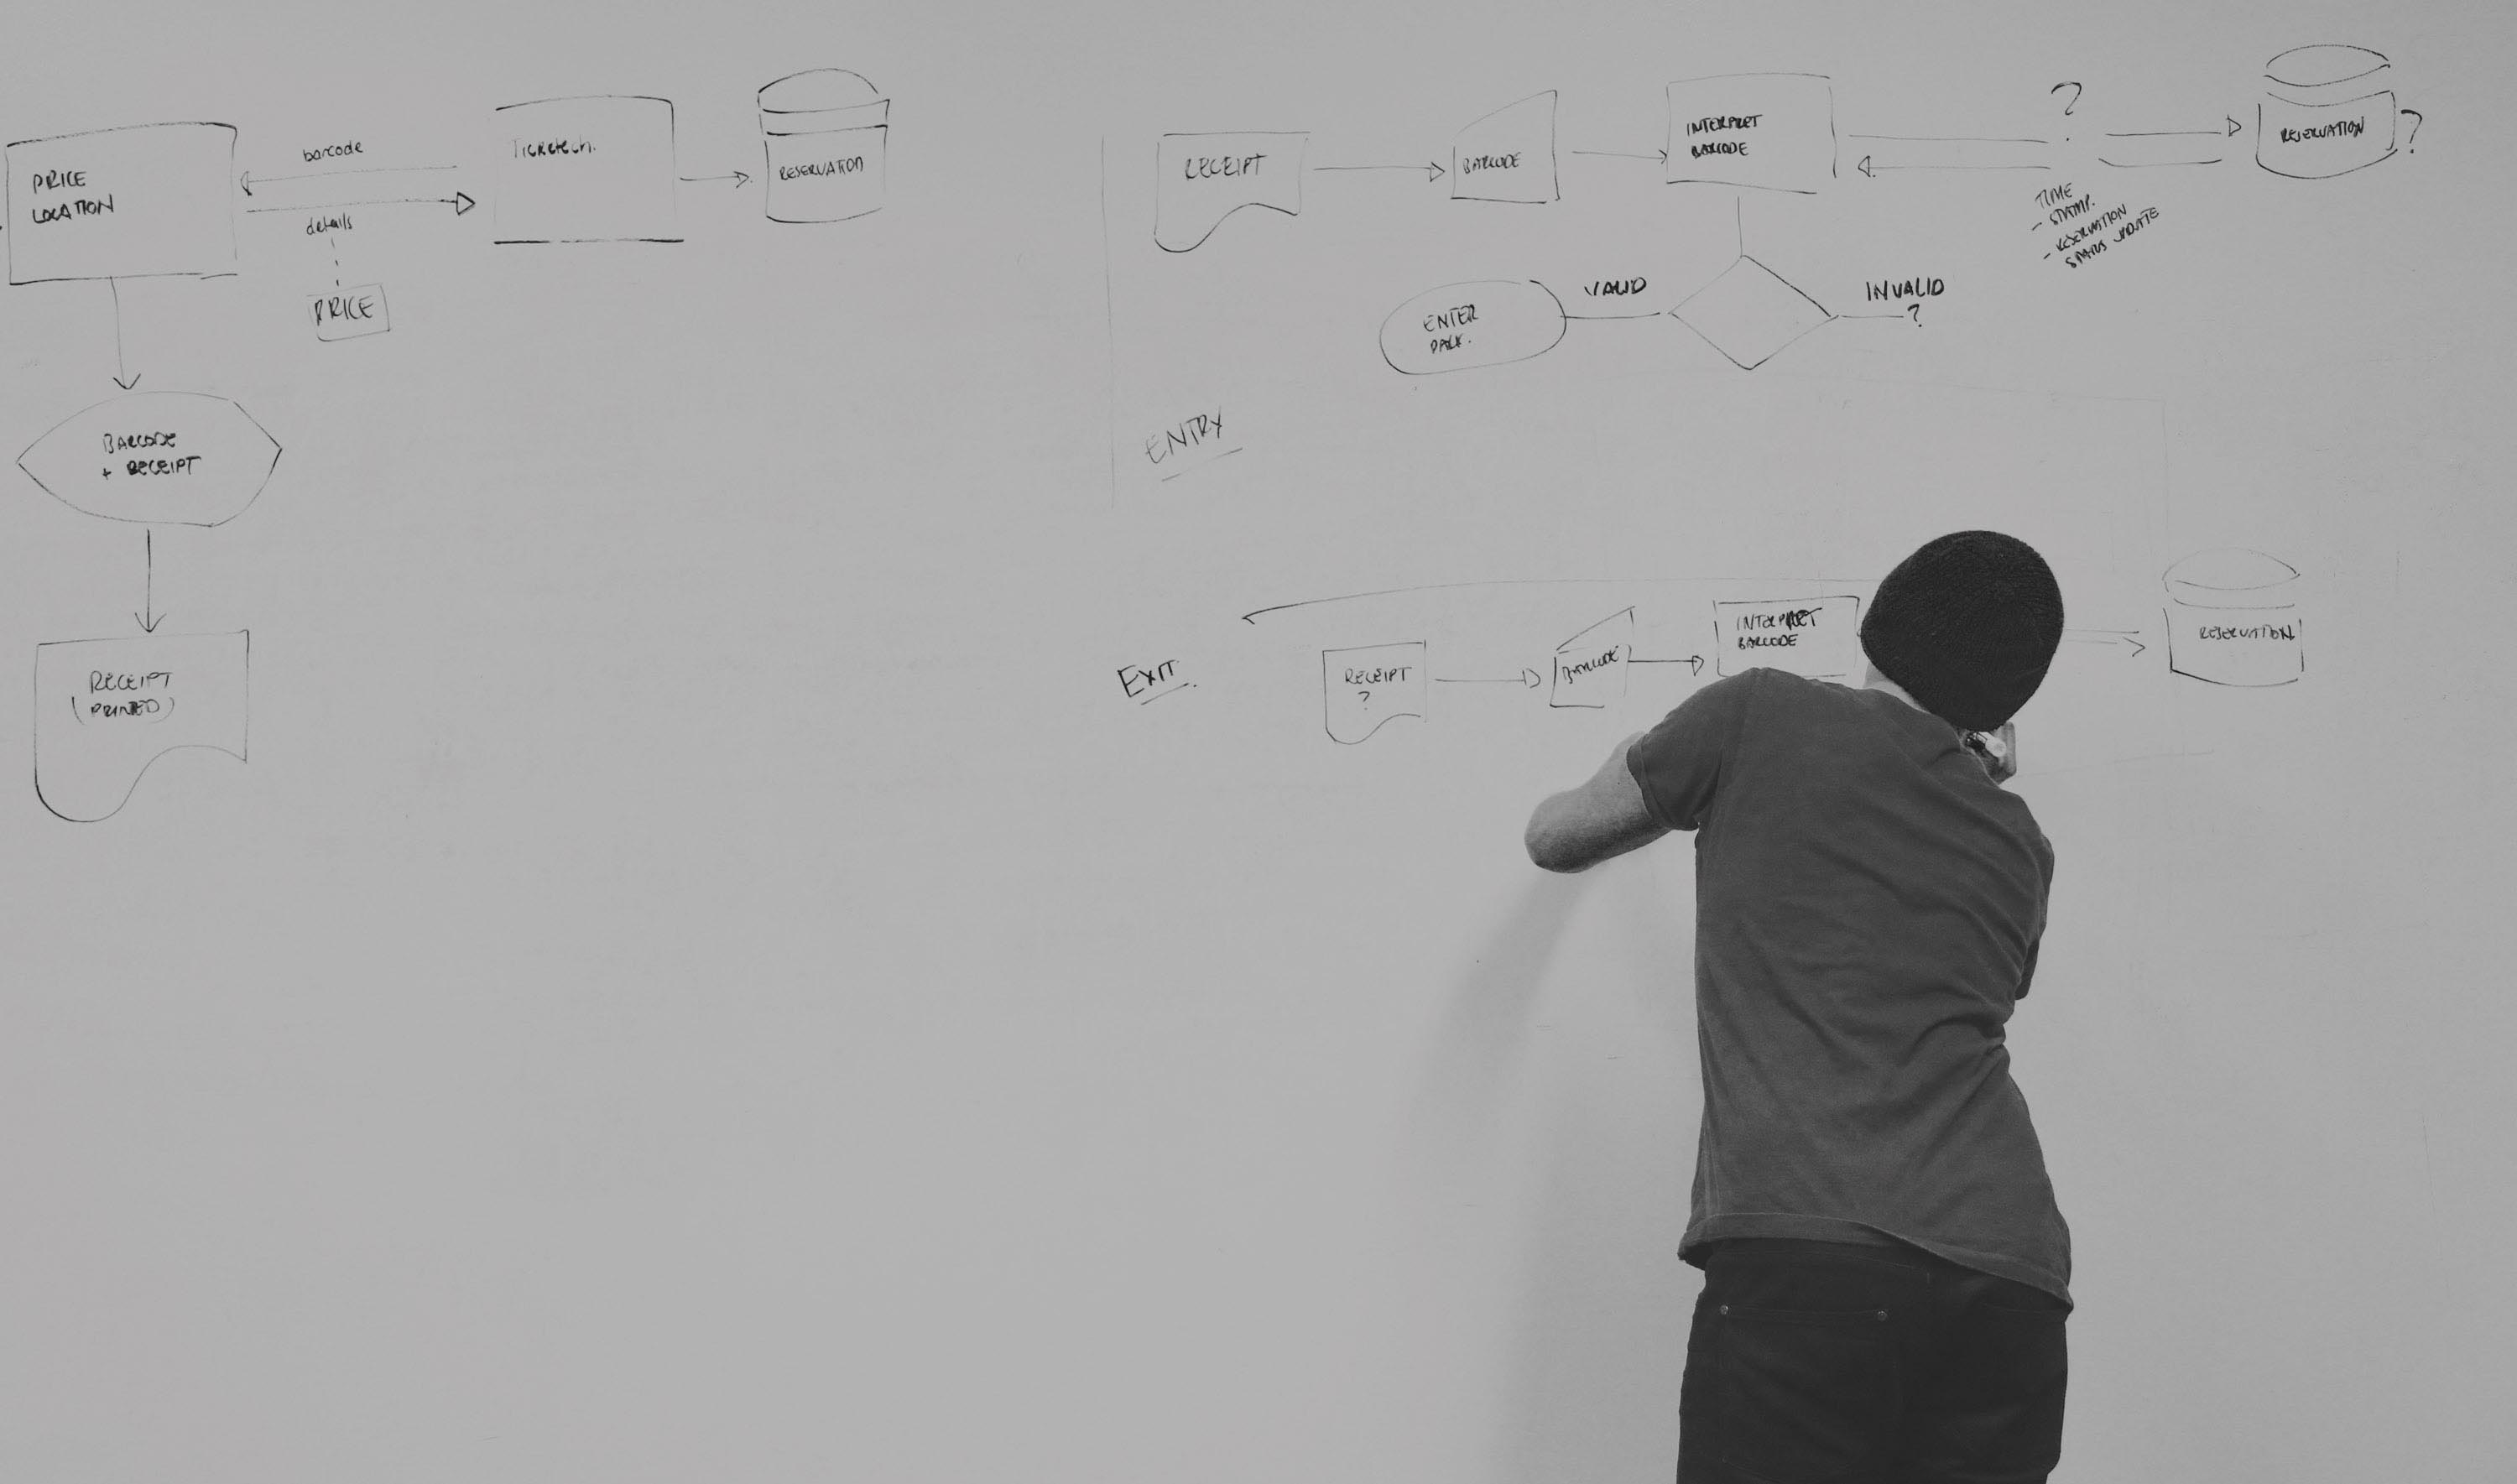 PRICE
LOCATION
barcode
details
PRICE
Ticketech.
RESERVATION
BARCODE
+ RECEIPT
RECEIPT
(PRINTED)
RECEIPT
BARCODE
INTERPRET
BARCODE
?
TIME
- STAMP.
- RESERVATION
STATUS UPDATE
RESERVATION
?
VALID
INVALID
?
ENTER
PARK.
ENTRY
EXIT.
RECEIPT
?
BARCODE
INTERPRET
BARCODE
RESERVATION